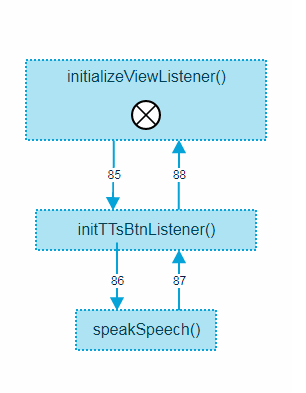 initializeViewListener()
85
88
initTTsBtnListener()
86
87
speakSpeech()